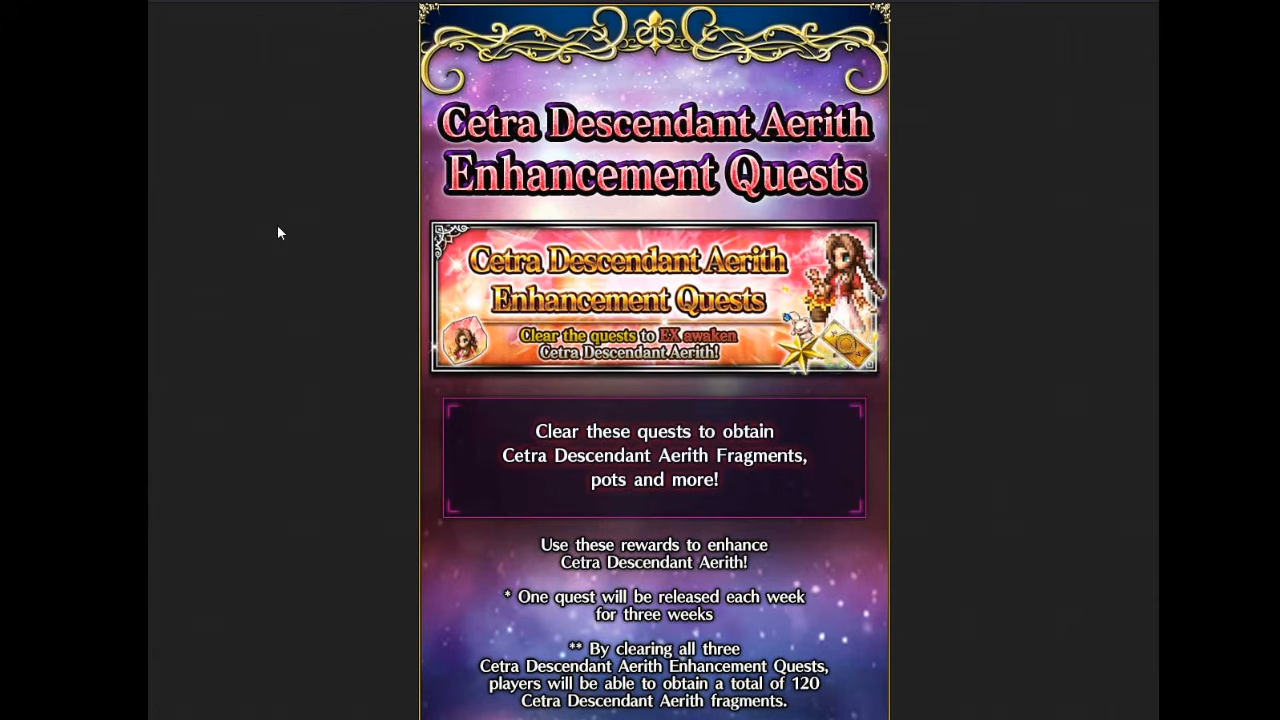 Cetra Descendant Aerith
Enhancement Quests
Cetra Descendant Aerith
Enhancement Quests
Clear the quests to EX awaken
Cetra Descendant Aerith!
Clear these quests to obtain
Cetra Descendant Aerith Fragments,
pots and more!
Use these rewards to enhance
Cetra Descendant Aerith!
* One quest will be released each week
for three weeks
** By clearing all three
Cetra Descendant Aerith Enhancement Quests,
players will be able to obtain a total of 120
Cetra Descendant Aerith fragments.